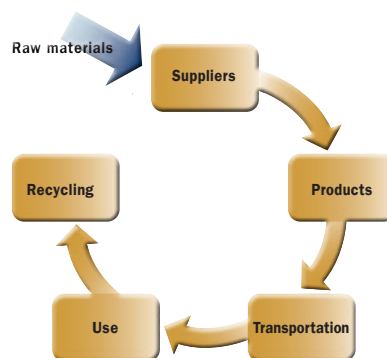 Raw materials
Suppliers
Products
Transportation
Use
Recycling